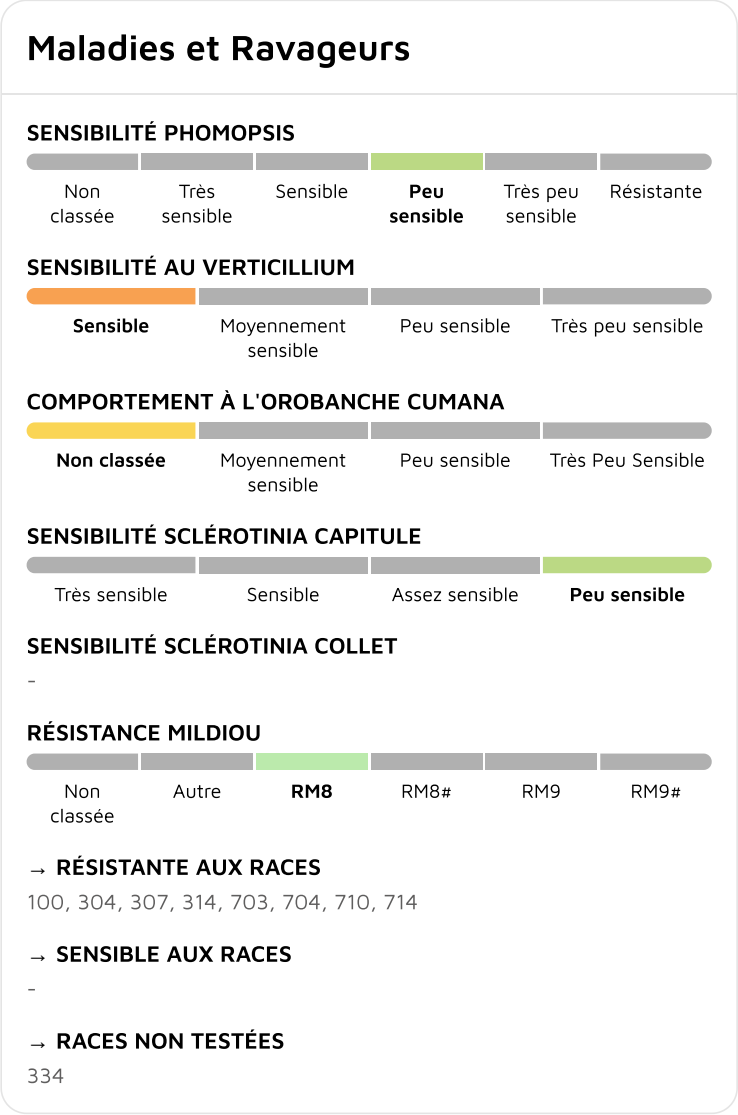 Maladies et Ravageurs
SENSIBILITÉ PHOMOPSIS
Non classée
Très sensible
Sensible
Peu sensible
Très peu sensible
Résistante
SENSIBILITÉ AU VERTICILLIUM
Sensible
Moyennement sensible
Peu sensible
Très peu sensible
COMPORTEMENT À L'OROBANCHE CUMANA
Non classée
Moyennement sensible
Peu sensible
Très Peu Sensible
SENSIBILITÉ SCLÉROTINIA CAPITULE
Très sensible
Sensible
Assez sensible
Peu sensible
SENSIBILITÉ SCLÉROTINIA COLLET
-
RÉSISTANCE MILDIOU
Non classée
Autre
RM8
RM8#
RM9
RM9#
→ RÉSISTANTE AUX RACES
100, 304, 307, 314, 703, 704, 710, 714
→ SENSIBLE AUX RACES
-
→ RACES NON TESTÉES
334